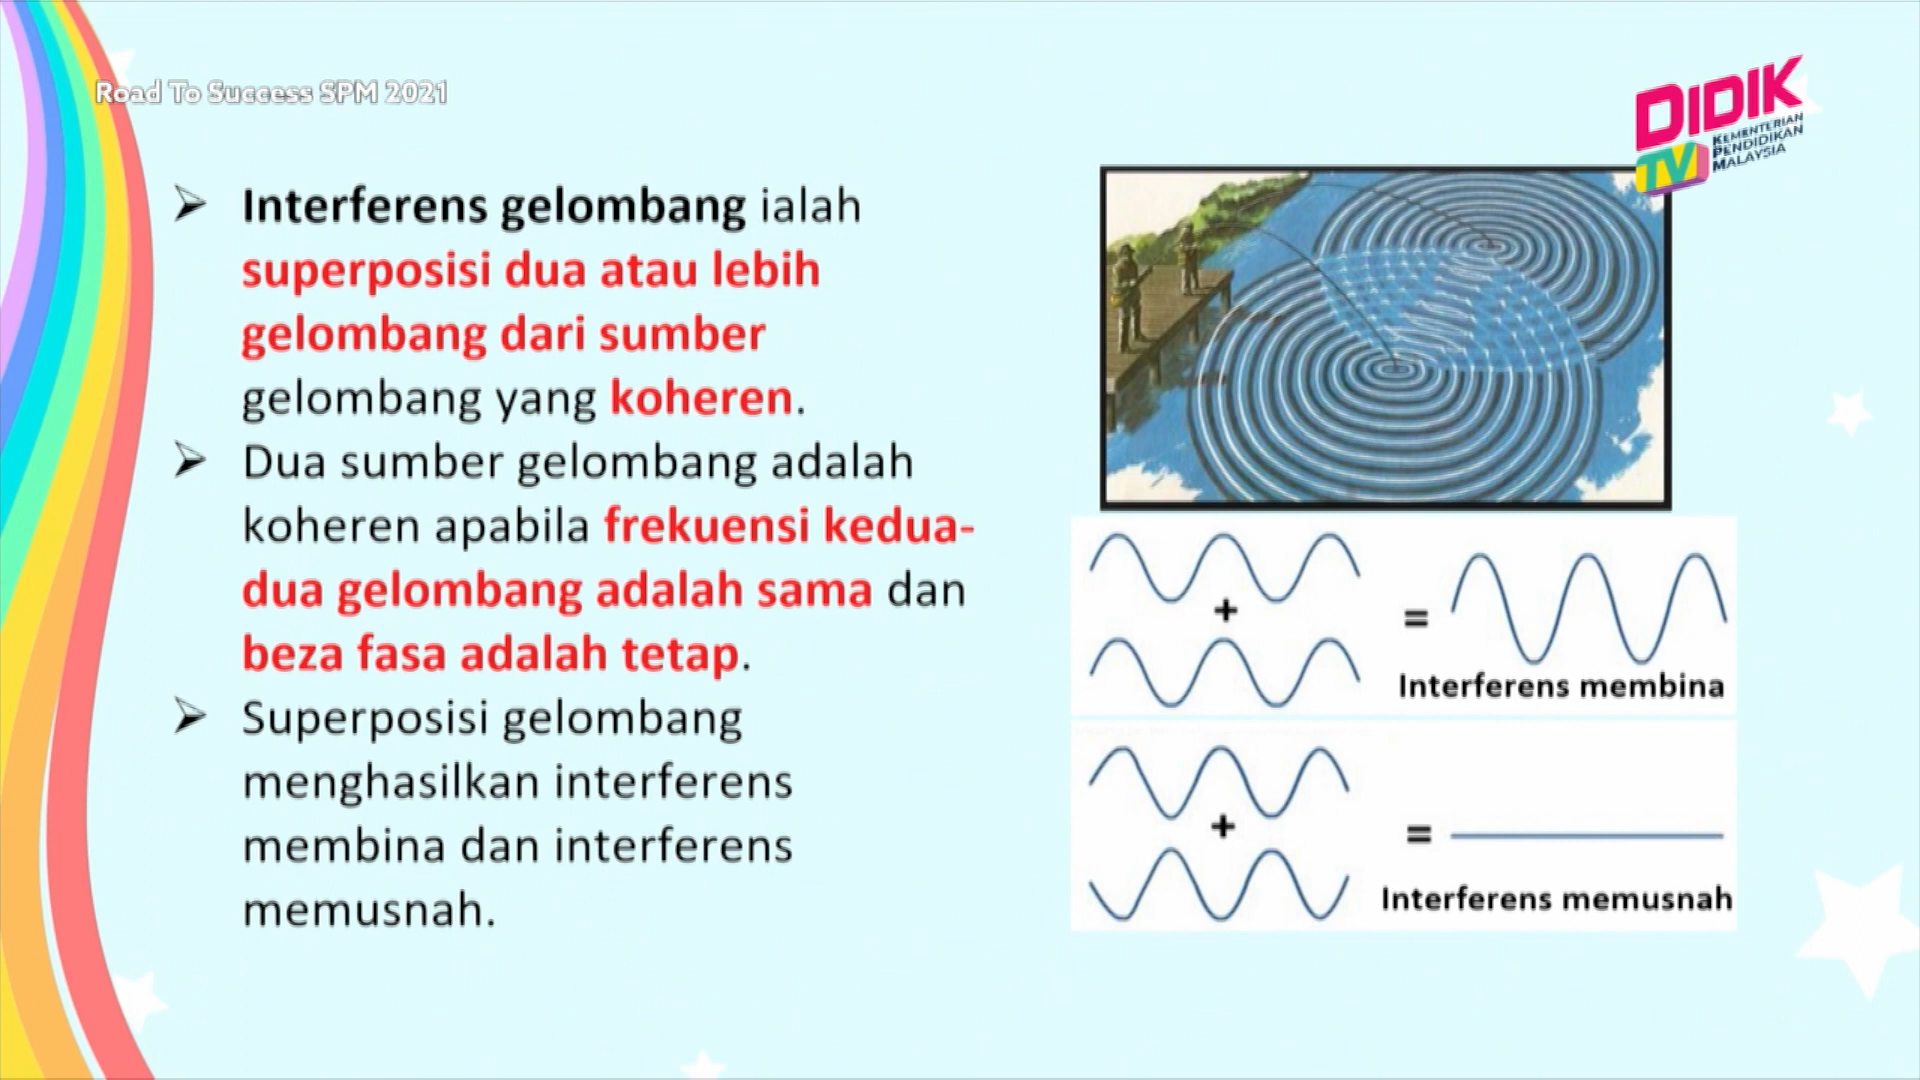 Road To Success SPM 2021
DIDIK
TV
KEMENTERIAN
PENDIDIKAN
MALAYSIA
➢ Interferens gelombang ialah
superposisi dua atau lebih
gelombang dari sumber
gelombang yang koheren.
➢ Dua sumber gelombang adalah
koheren apabila frekuensi kedua-
dua gelombang adalah sama dan
beza fasa adalah tetap.
➢ Superposisi gelombang
menghasilkan interferens
membina dan interferens
memusnah.
+
=
Interferens membina
+
=
Interferens memusnah